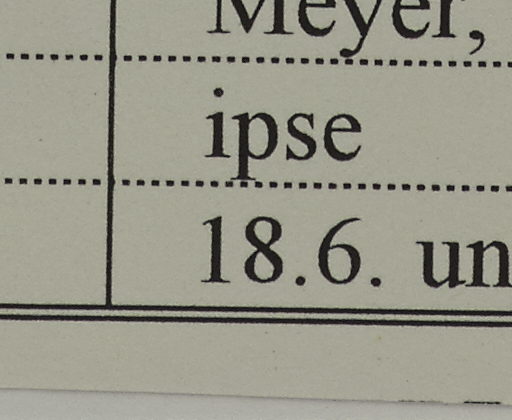 Meyer,
ipse
18.6. un